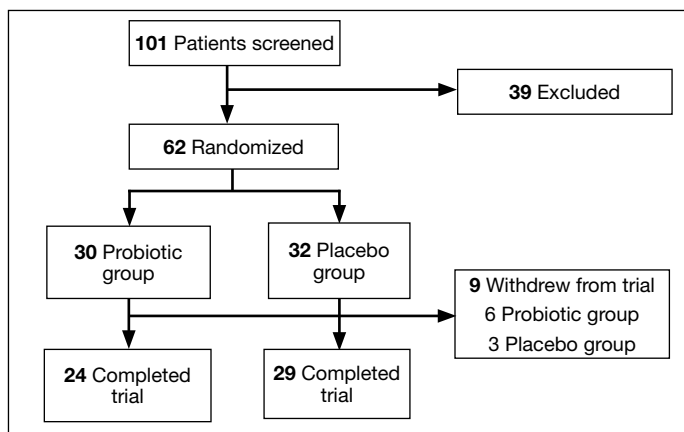 101 Patients screened
39 Excluded
62 Randomized
30 Probiotic
group
32 Placebo
group
9 Withdrew from trial
6 Probiotic group
3 Placebo group
24 Completed
trial
29 Completed
trial